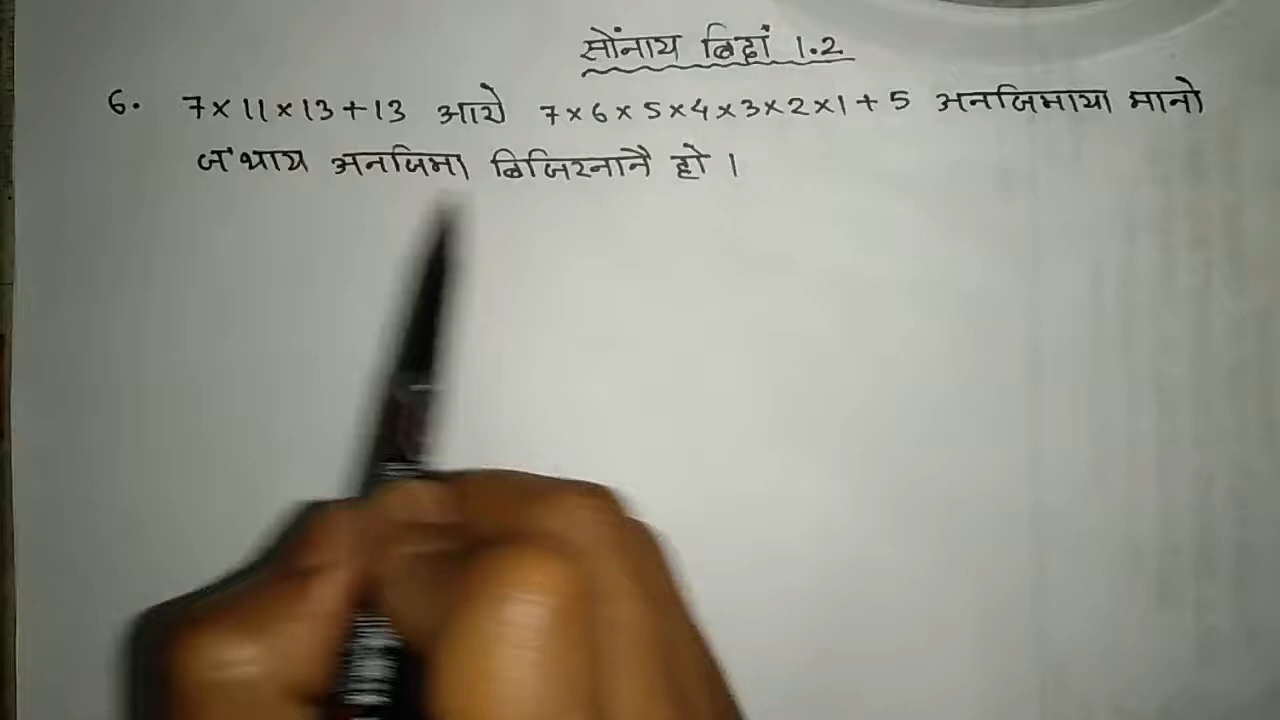 सोंनाय बिदां 1.2
6. 7×11×13+13 आरो 7×6×5×4×3×2×1+5 अनजिमाया मानो
ज'थाय अनजिमा बिजिरनानै हो ।